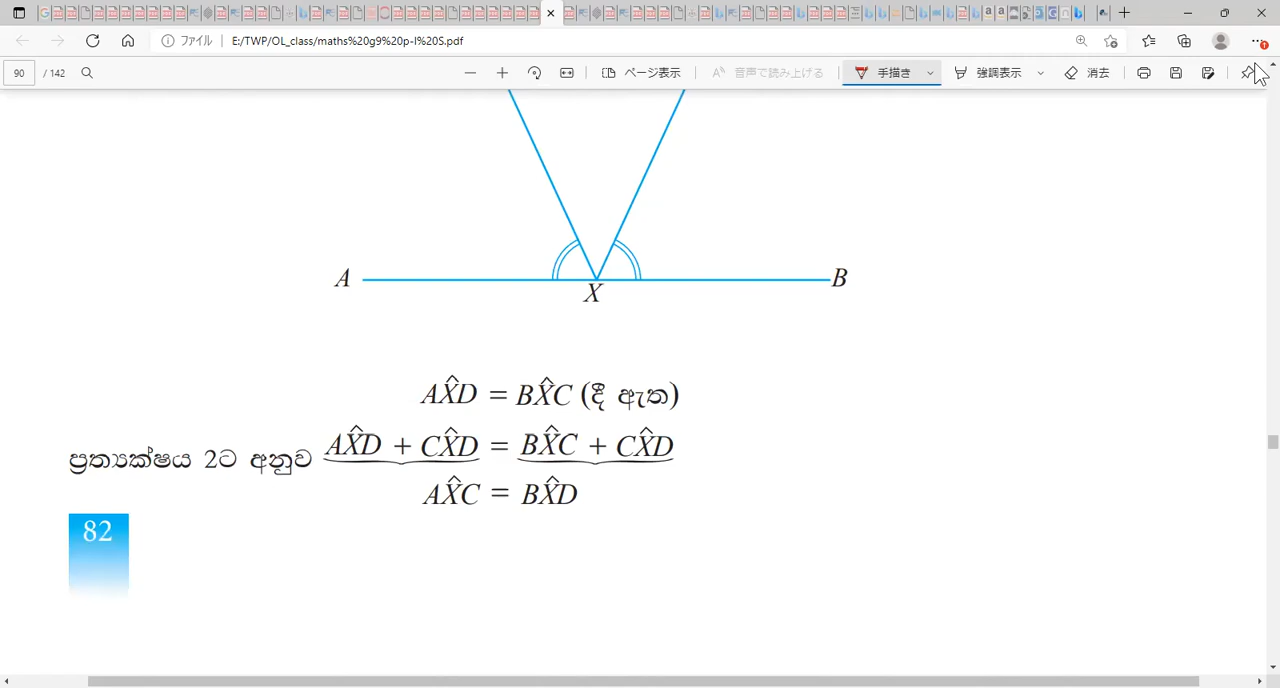 ファイル
E:/TWP/OL_class/maths%20g9%20p-I%20S.pdf
90 / 142
ページ表示
音声で読み上げる
手描き
強調表示
消去
A
B
X
AX̂D = BX̂C (දී ඇත)
ප්‍රත්‍යක්ෂය 2ට අනුව AX̂D + CX̂D = BX̂C + CX̂D
AX̂C = BX̂D
82